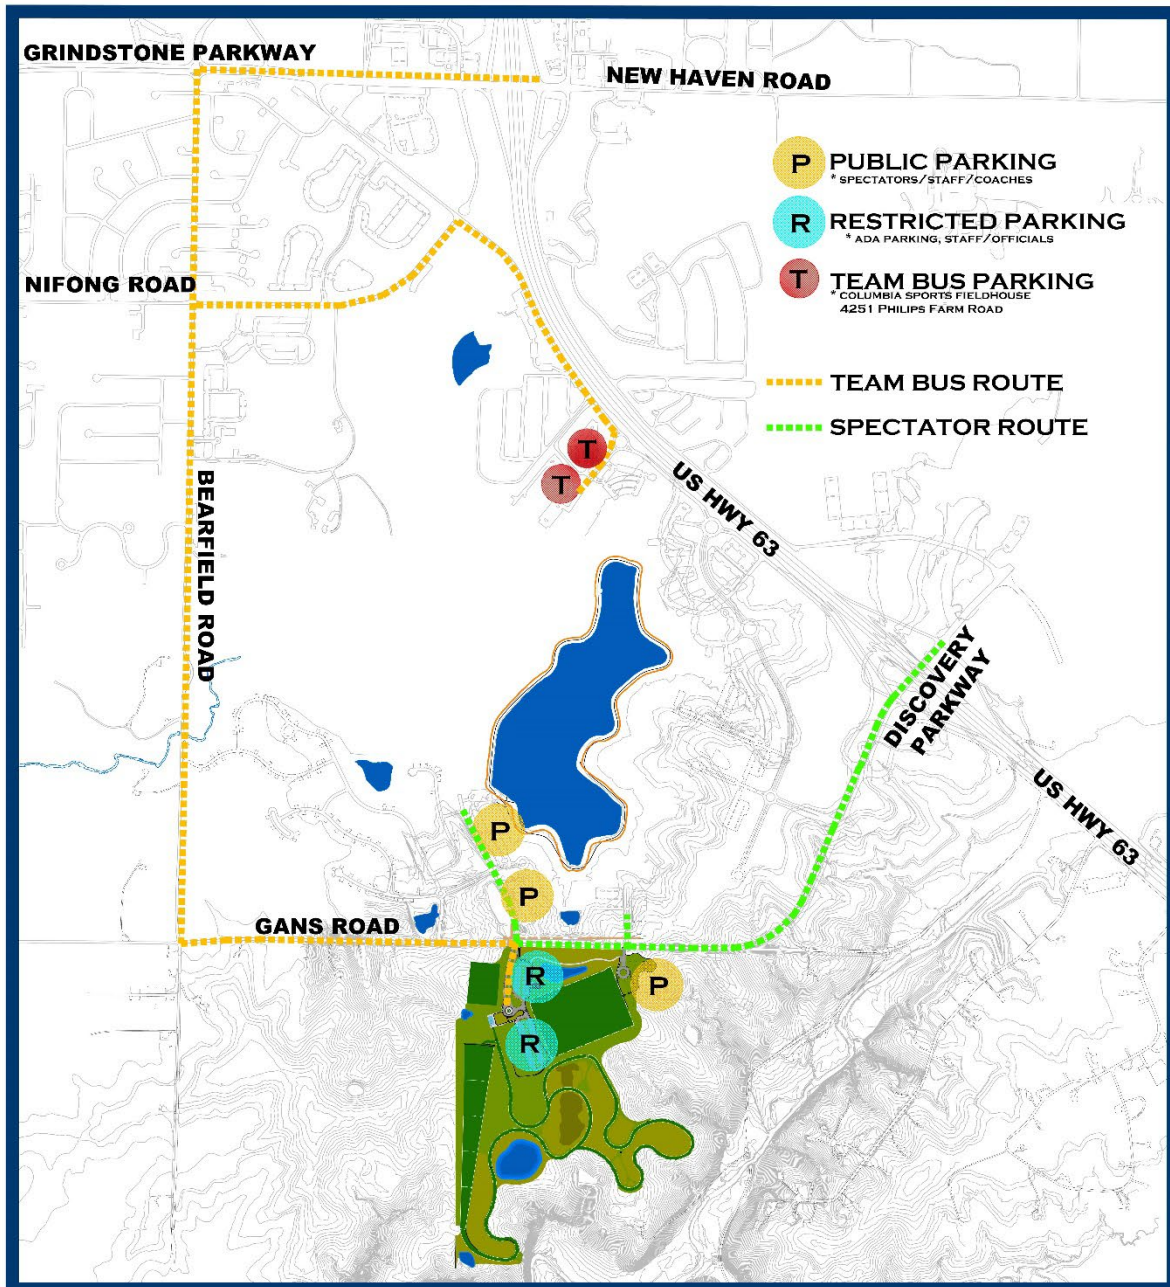 GRINDSTONE PARKWAY
NEW HAVEN ROAD
P PUBLIC PARKING
* SPECTATORS/STAFF/COACHES
R RESTRICTED PARKING
* ADA PARKING, STAFF/OFFICIALS
NIFONG ROAD
T TEAM BUS PARKING
* COLUMBIA SPORTS FIELDHOUSE
4251 PHILIPS FARM ROAD
TEAM BUS ROUTE
SPECTATOR ROUTE
T
T
US HWY 63
BEARFIELD ROAD
DISCOVERY
PARKWAY
US HWY 63
P
P
GANS ROAD
R
P
R